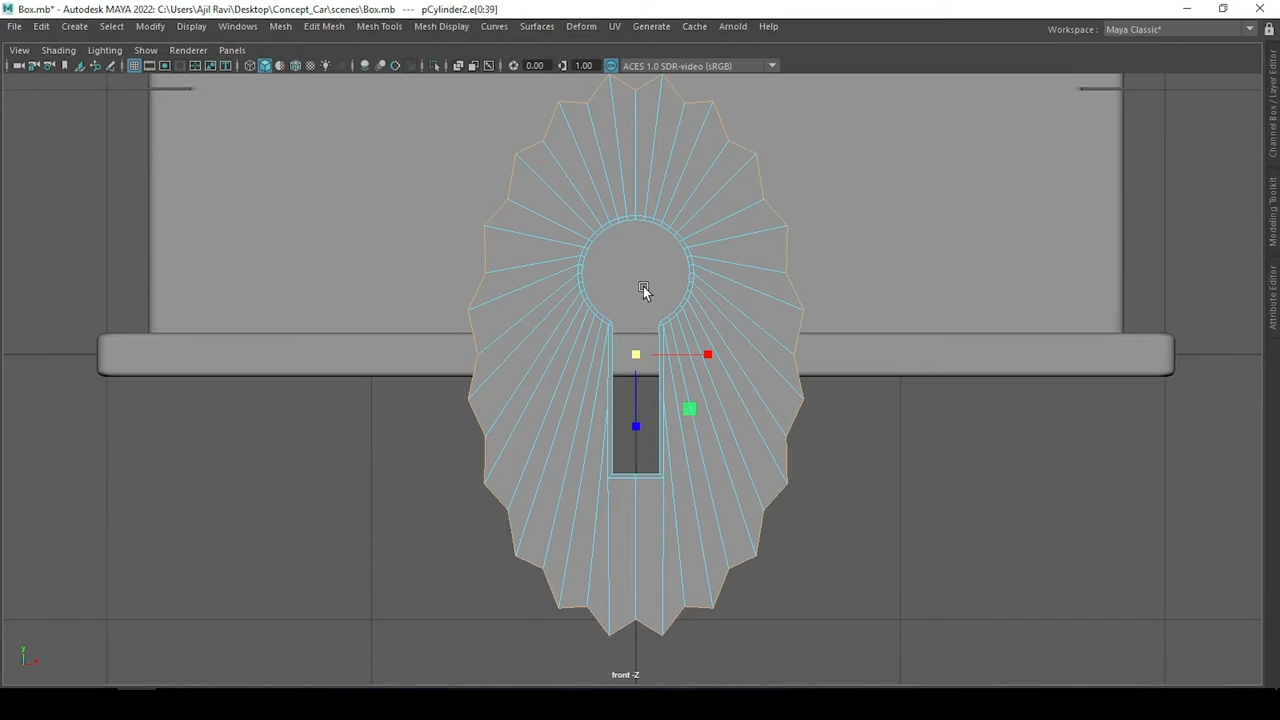 Box.mb* - Autodesk MAYA 2022: C:\Users\Ajil Ravi\Desktop\Concept_Car\scenes\Box.mb --- pCylinder2.e[0:39]
File Edit Create Select Modify Display Windows Mesh Edit Mesh Mesh Tools Mesh Display Curves Surfaces Deform UV Generate Cache Arnold Help
Workspace: Maya Classic*
View Shading Lighting Show Renderer Panels
0.00 1.00 ACES 1.0 SDR-video (sRGB)
Channel Box / Layer Editor
Modeling Toolkit
Attribute Editor
y
front -Z